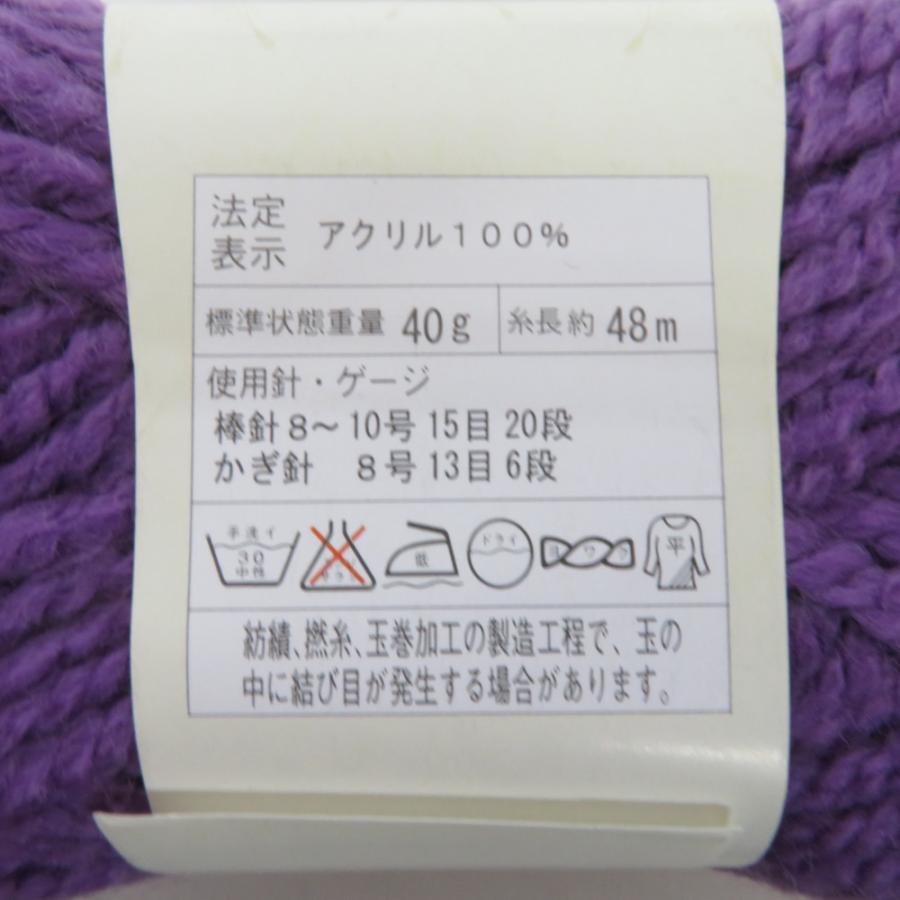 法定
表示 アクリル100%
標準状態重量 40g 糸長約 48m
使用針・ゲージ
棒針8〜10号 15目 20段
かぎ針 8号 13目 6段
手洗イ
30
中性
低
ドライ
ヨワク
平
紡績、撚糸、玉巻加工の製造工程で、玉の
中に結び目が発生する場合があります。